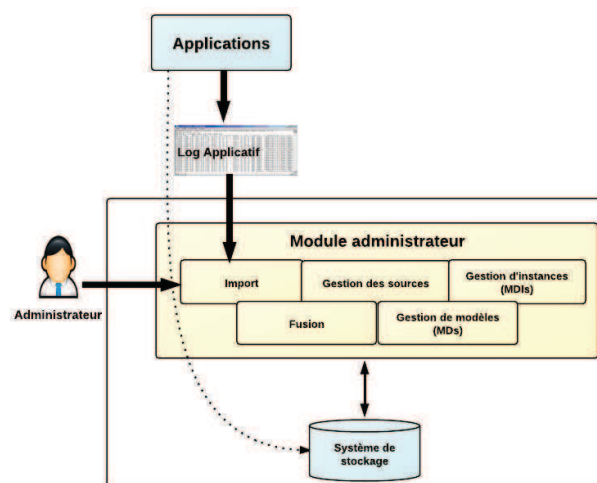 Applications
Log Applicatif
Module administrateur
Import
Gestion des sources
Gestion d'instances
(MDIs)
Fusion
Gestion de modèles
(MDs)
Administrateur
Système de
stockage